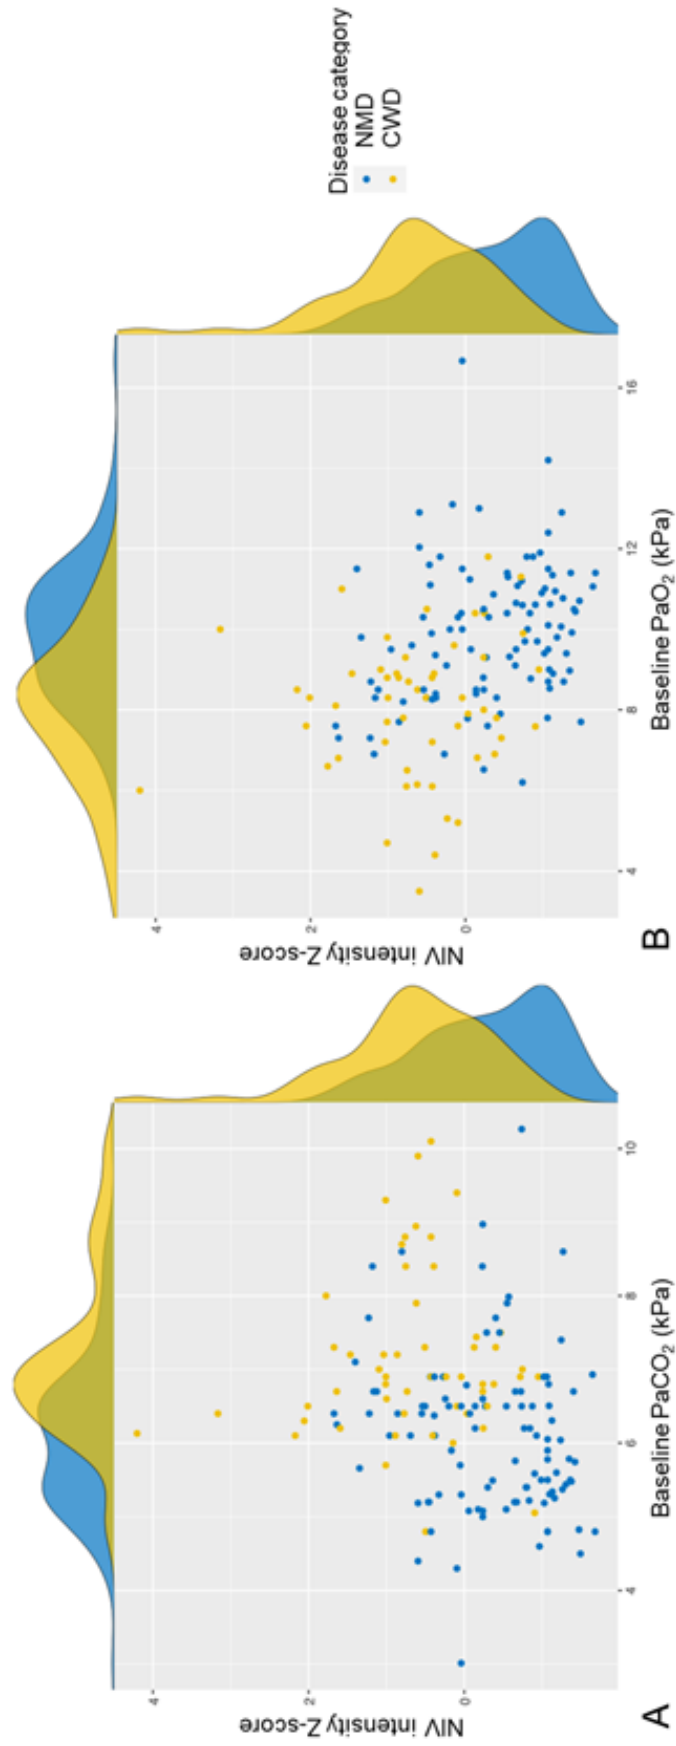 A
NIV intensity Z-score
4
2
0
4
6
8
10
Baseline PaCO₂ (kPa)
B
NIV intensity Z-score
4
2
0
4
8
12
16
Baseline PaO₂ (kPa)
Disease category
NMD
CWD